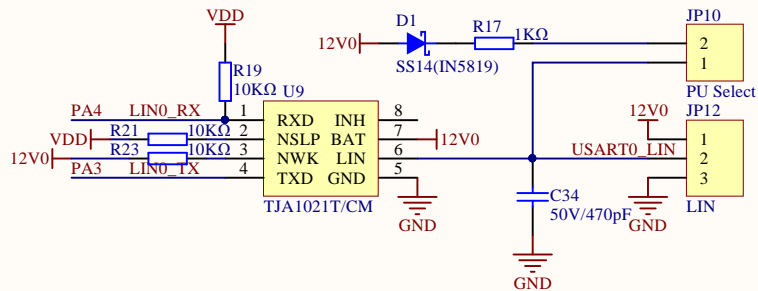 VDD
D1
R17
JP10
12V0
1KΩ
2
1
SS14(IN5819)
PU Select
R19
10KΩ
U9
JP12
12V0
PA4
LIN0_RX
1
RXD
INH
8
VDD
R21
10KΩ
2
NSLP
BAT
7
12V0
1
12V0
R23
10KΩ
3
NWK
LIN
6
USART0_LIN
2
PA3
LIN0_TX
4
TXD
GND
5
3
TJA1021T/CM
GND
C34
50V/470pF
GND
LIN
GND